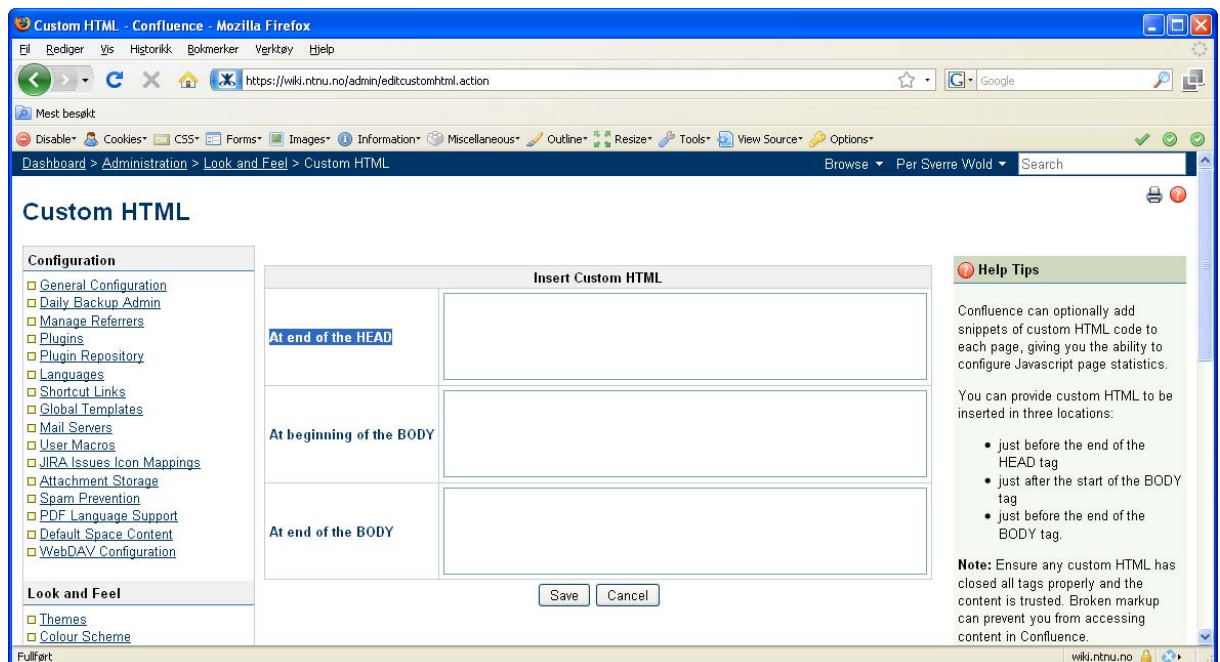 Custom HTML - Confluence - Mozilla Firefox
Fil Rediger Vis Historikk Bokmerker Verktøy Hjelp
https://wiki.ntnu.no/admin/editcustomhtml.action
G Google
Mest besøkt
Disable Cookies CSS Forms Images Information Miscellaneous Outline Resize Tools View Source Options
Dashboard > Administration > Look and Feel > Custom HTML
Browse Per Sverre Wold Search
Custom HTML
Configuration
General Configuration
Daily Backup Admin
Manage Referrers
Plugins
Plugin Repository
Languages
Shortcut Links
Global Templates
Mail Servers
User Macros
JIRA Issues Icon Mappings
Attachment Storage
Spam Prevention
PDF Language Support
Default Space Content
WebDAV Configuration
Look and Feel
Themes
Colour Scheme
Insert Custom HTML
At end of the HEAD
At beginning of the BODY
At end of the BODY
Save Cancel
? Help Tips
Confluence can optionally add
snippets of custom HTML code to
each page, giving you the ability to
configure Javascript page statistics.
You can provide custom HTML to be
inserted in three locations:
• just before the end of the
HEAD tag
• just after the start of the BODY
tag
• just before the end of the
BODY tag.
Note: Ensure any custom HTML has
closed all tags properly and the
content is trusted. Broken markup
can prevent you from accessing
content in Confluence.
Fullført
wiki.ntnu.no